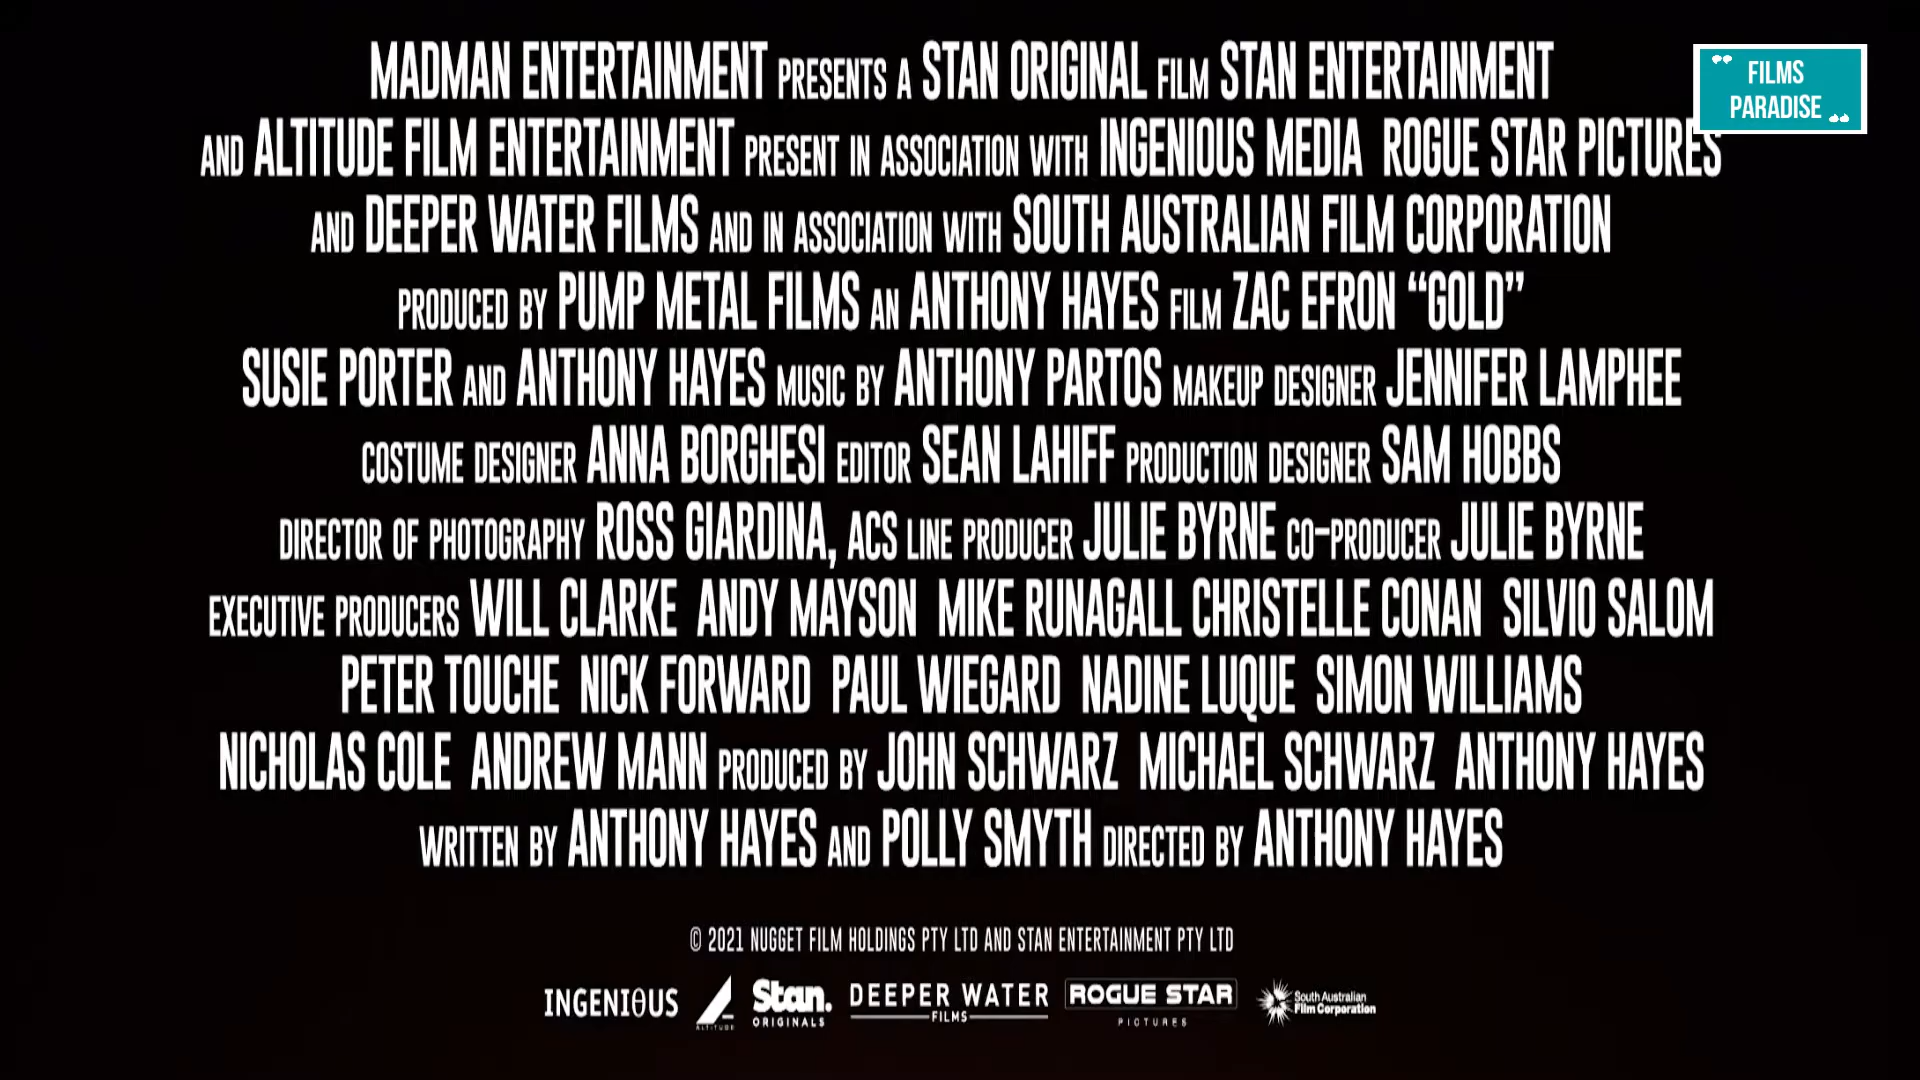 MADMAN ENTERTAINMENT PRESENTS A STAN ORIGINAL FILM STAN ENTERTAINMENT
FILMS
PARADISE
AND ALTITUDE FILM ENTERTAINMENT PRESENT IN ASSOCIATION WITH INGENIOUS MEDIA ROGUE STAR PICTURES
AND DEEPER WATER FILMS AND IN ASSOCIATION WITH SOUTH AUSTRALIAN FILM CORPORATION
PRODUCED BY PUMP METAL FILMS AN ANTHONY HAYES FILM ZAC EFRON “GOLD”
SUSIE PORTER AND ANTHONY HAYES MUSIC BY ANTHONY PARTOS MAKEUP DESIGNER JENNIFER LAMPHEE
COSTUME DESIGNER ANNA BORGHESI EDITOR SEAN LAHIFF PRODUCTION DESIGNER SAM HOBBS
DIRECTOR OF PHOTOGRAPHY ROSS GIARDINA, ACS LINE PRODUCER JULIE BYRNE CO-PRODUCER JULIE BYRNE
EXECUTIVE PRODUCERS WILL CLARKE ANDY MAYSON MIKE RUNAGALL CHRISTELLE CONAN SILVIO SALOM
PETER TOUCHE NICK FORWARD PAUL WIEGARD NADINE LUQUE SIMON WILLIAMS
NICHOLAS COLE ANDREW MANN PRODUCED BY JOHN SCHWARZ MICHAEL SCHWARZ ANTHONY HAYES
WRITTEN BY ANTHONY HAYES AND POLLY SMYTH DIRECTED BY ANTHONY HAYES
© 2021 NUGGET FILM HOLDINGS PTY LTD AND STAN ENTERTAINMENT PTY LTD
INGENIOUS
ALTITUDE
Stan.
ORIGINALS
DEEPER WATER
FILMS
ROGUE STAR
PICTURES
South Australian
Film Corporation